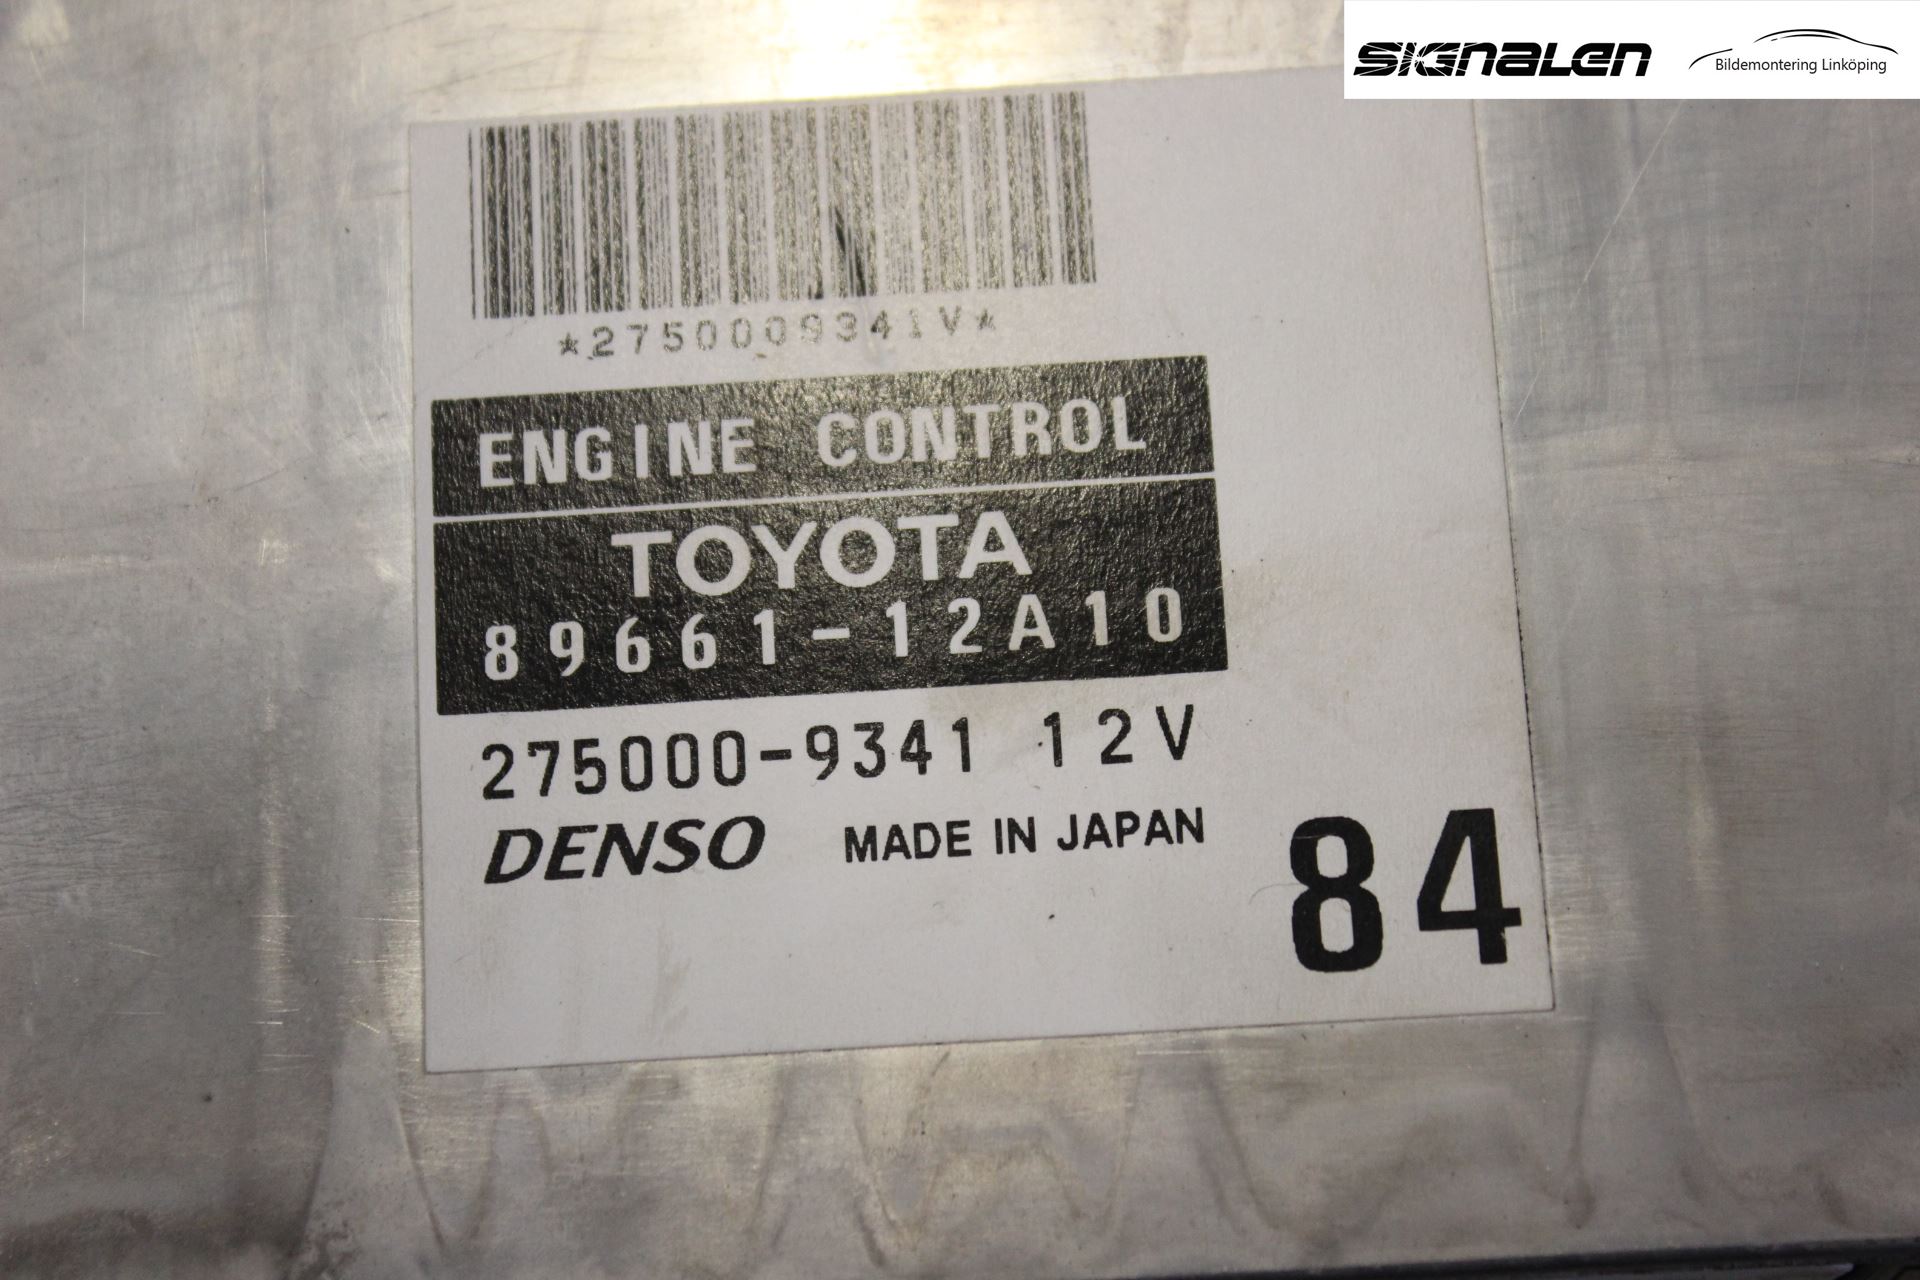 SIGNALEN
Bildemontering Linköping
*2750009341V*
ENGINE CONTROL
TOYOTA
89661-12A10
275000-9341 12V
DENSO MADE IN JAPAN
84